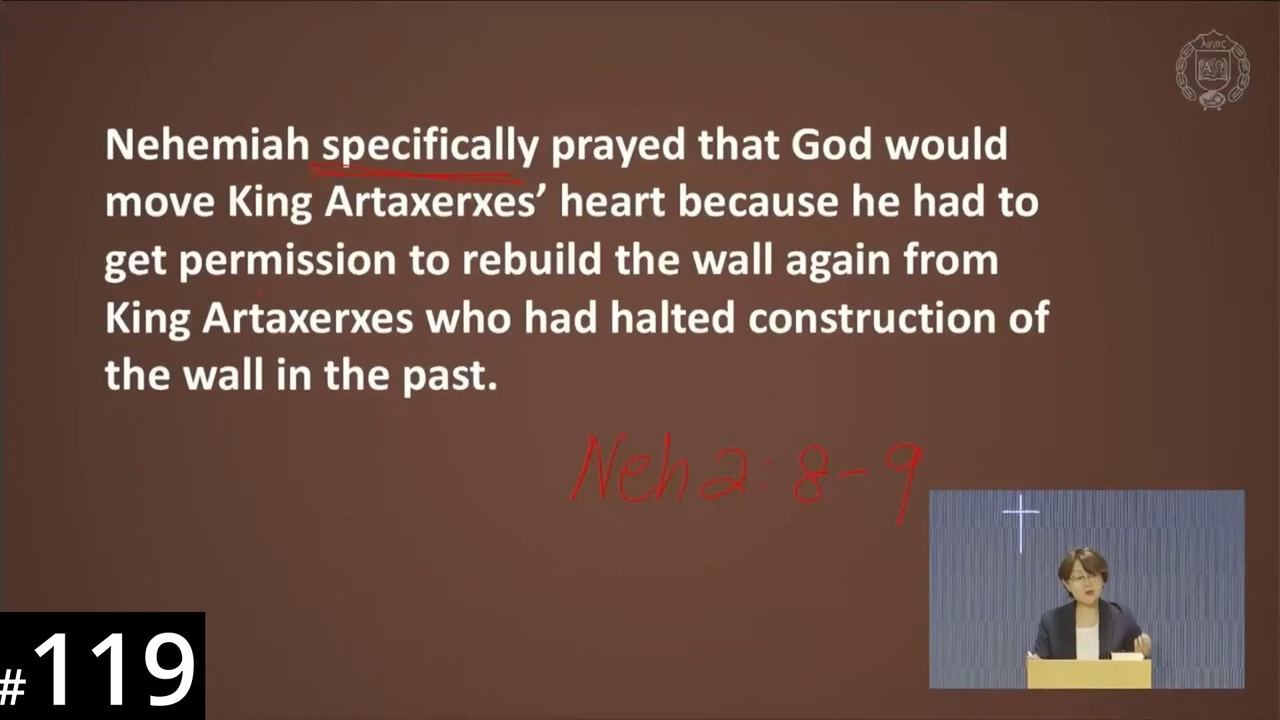 Nehemiah specifically prayed that God would
move King Artaxerxes’ heart because he had to
get permission to rebuild the wall again from
King Artaxerxes who had halted construction of
the wall in the past.
Neh 2: 8-9
#119